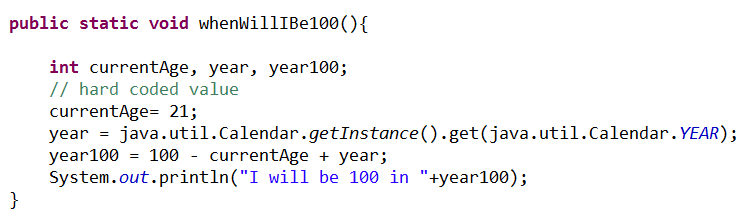 public static void whenWillIBe100(){
int currentAge, year, year100;
// hard coded value
currentAge= 21;
year = java.util.Calendar.getInstance().get(java.util.Calendar.YEAR);
year100 = 100 - currentAge + year;
System.out.println("I will be 100 in "+year100);
}